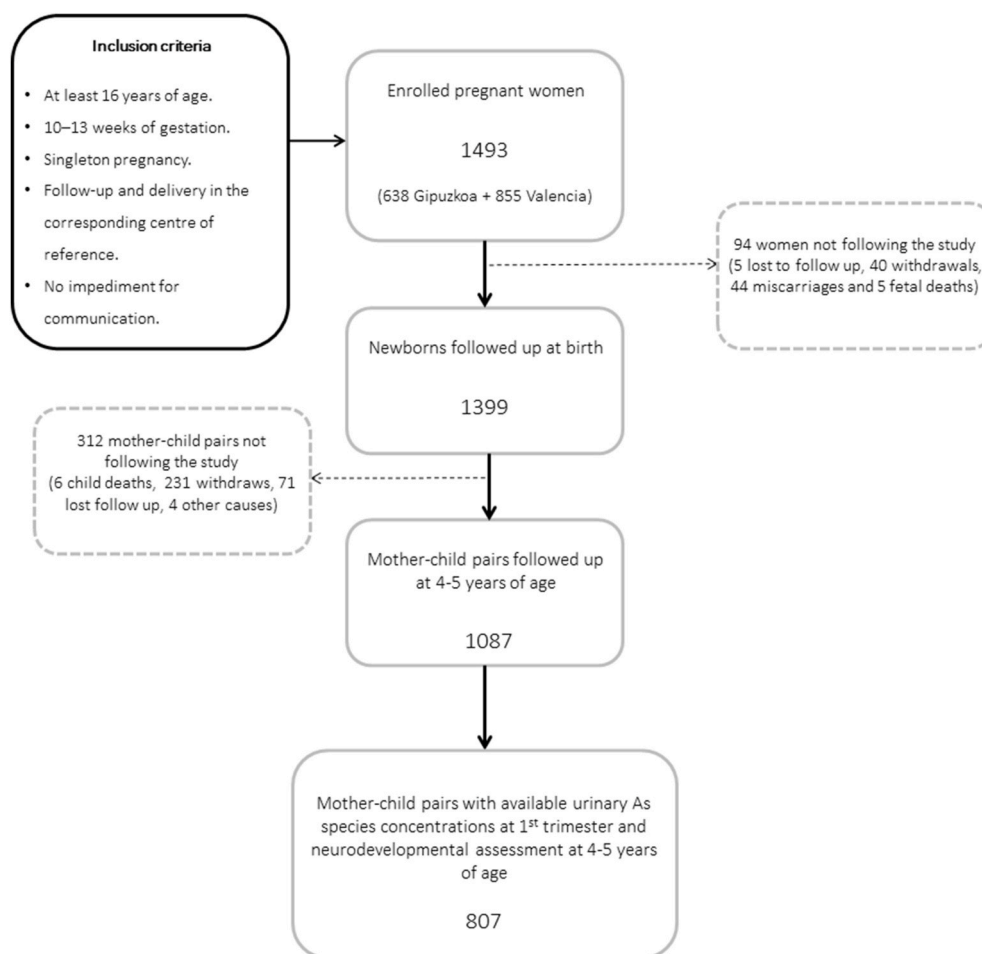 Inclusion criteria
• At least 16 years of age.
• 10–13 weeks of gestation.
• Singleton pregnancy.
• Follow-up and delivery in the
corresponding centre of
reference.
• No impediment for
communication.
Enrolled pregnant women
1493
(638 Gipuzkoa + 855 Valencia)
94 women not following the study
(5 lost to follow up, 40 withdrawals,
44 miscarriages and 5 fetal deaths)
Newborns followed up at birth
1399
312 mother-child pairs not
following the study
(6 child deaths, 231 withdraws, 71
lost follow up, 4 other causes)
Mother-child pairs followed up
at 4-5 years of age
1087
Mother-child pairs with available urinary As
species concentrations at 1st trimester and
neurodevelopmental assessment at 4-5 years
of age
807